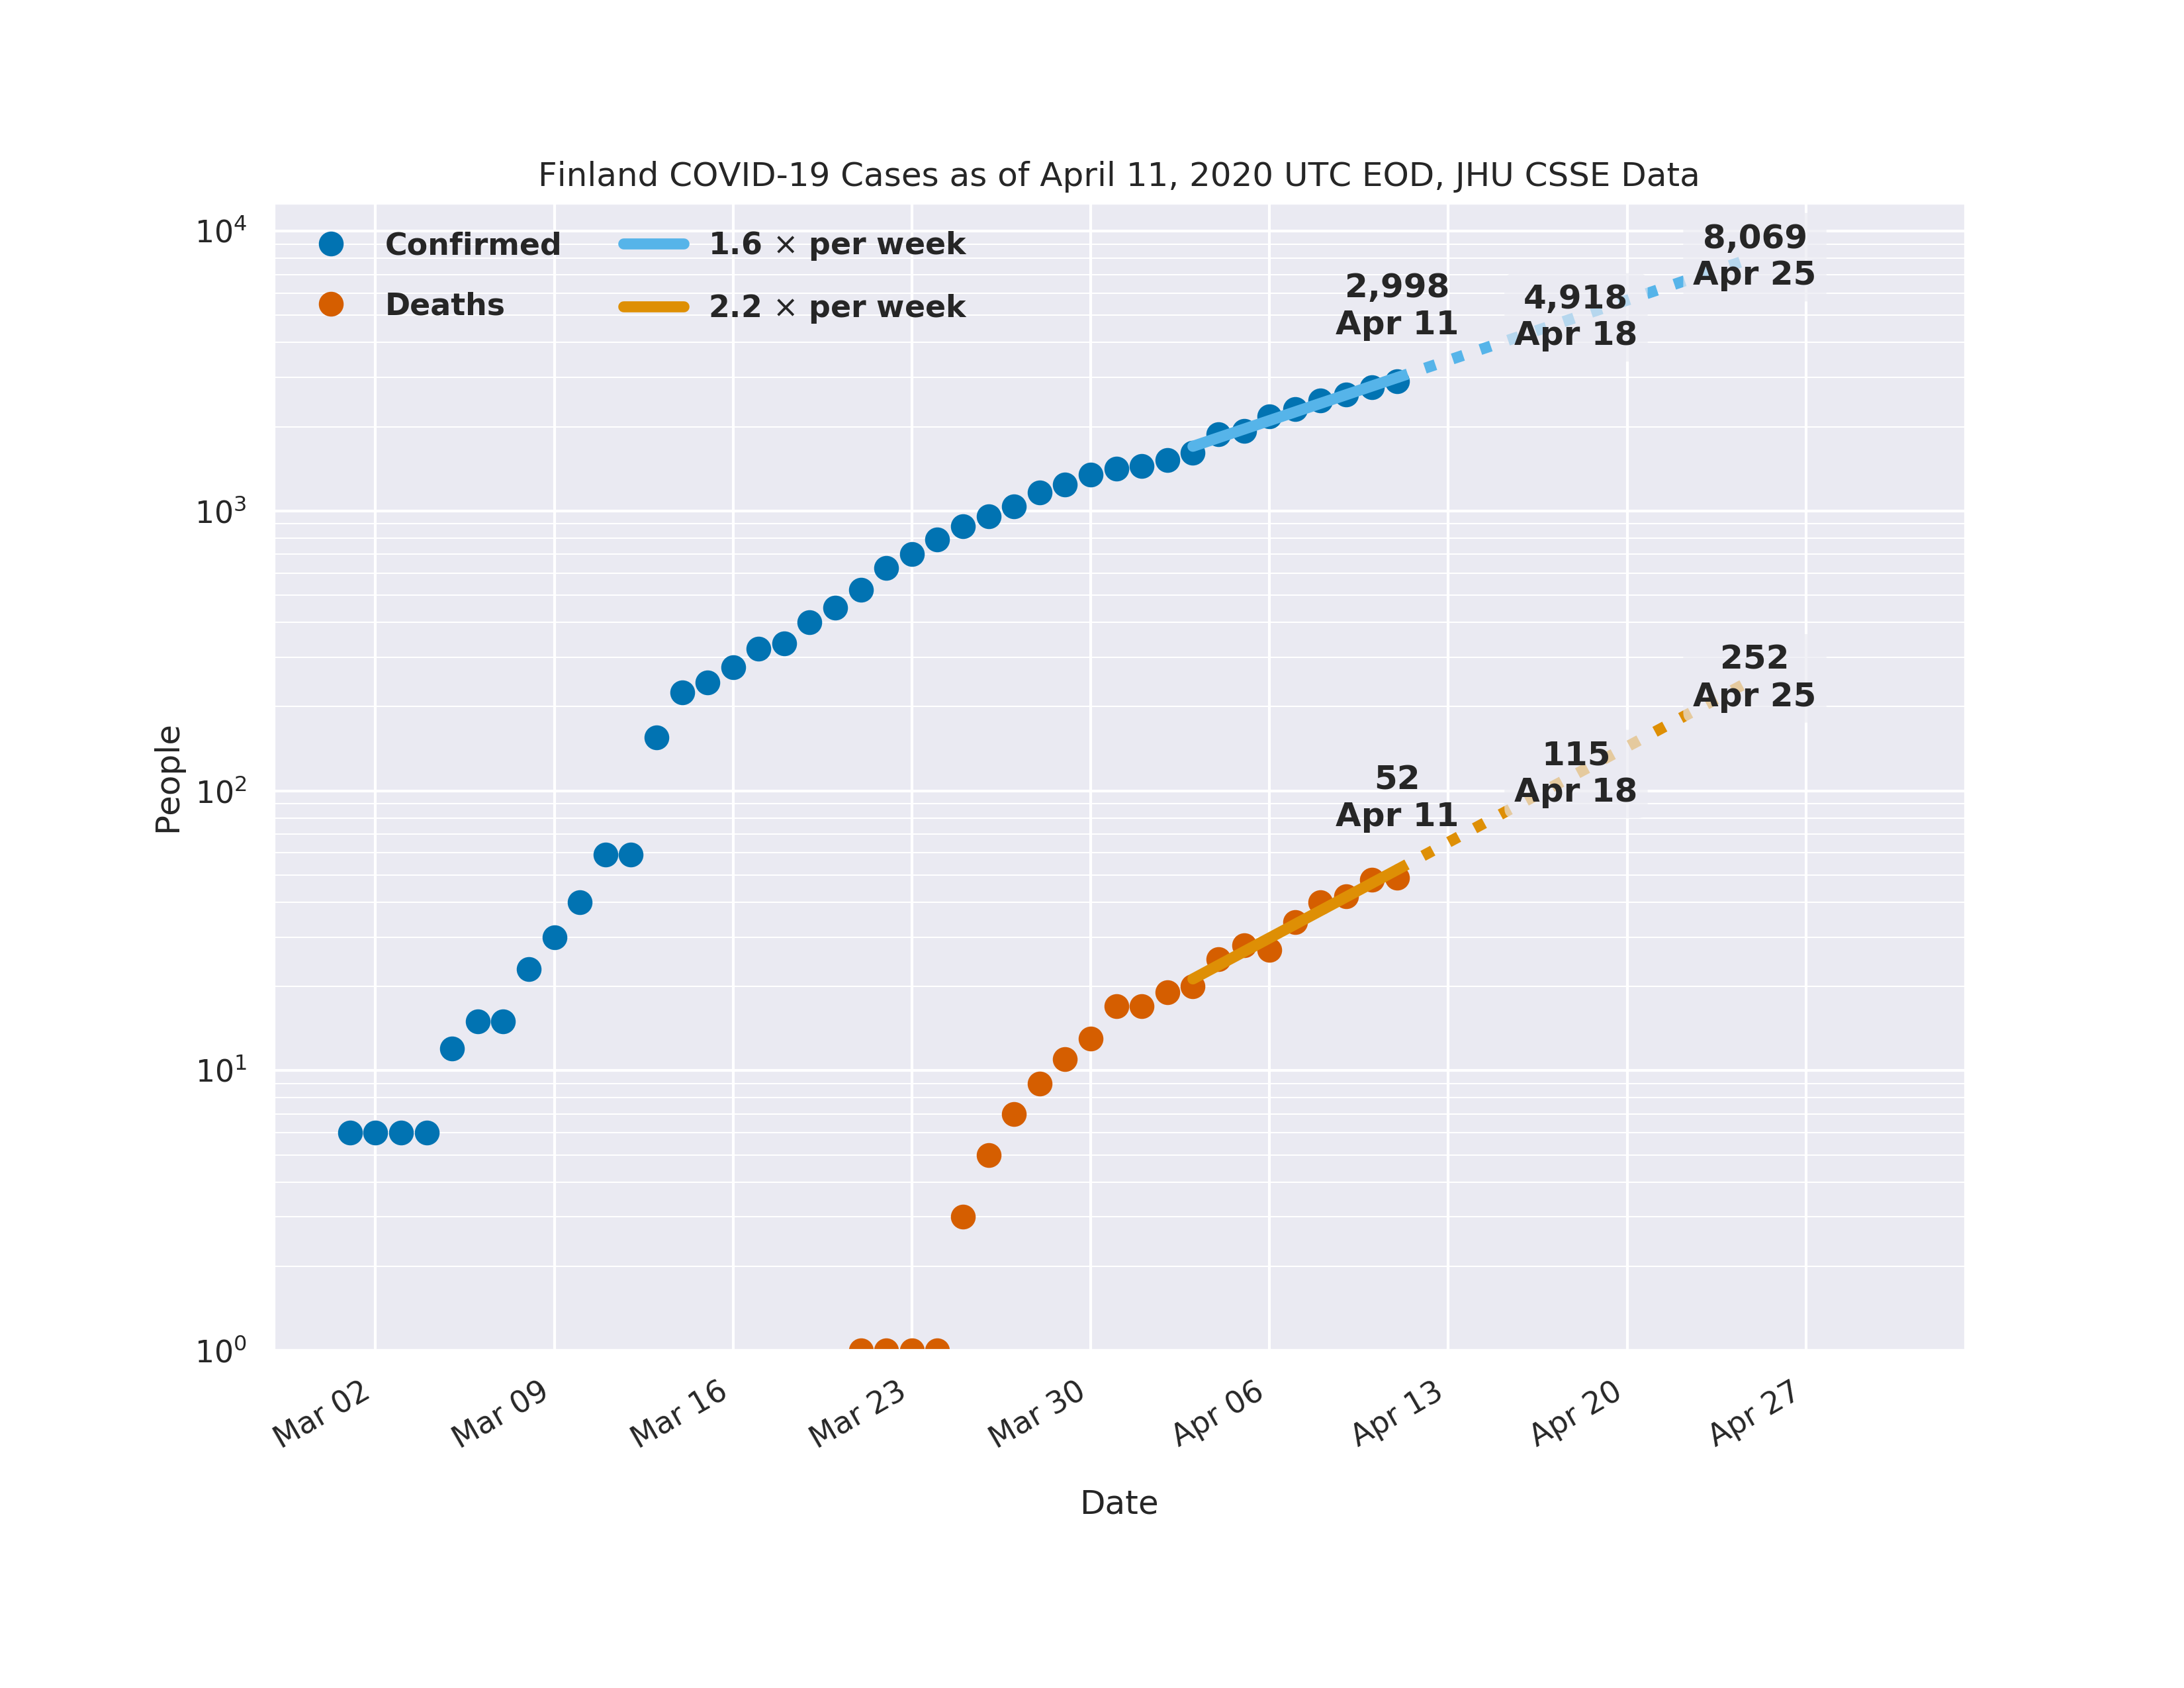 Finland COVID-19 Cases as of April 11, 2020 UTC EOD, JHU CSSE Data
Confirmed
Deaths
1.6 × per week
2.2 × per week
2,998
Apr 11
4,918
Apr 18
8,069
Apr 25
52
Apr 11
115
Apr 18
252
Apr 25
People
10⁴
10³
10²
10¹
10⁰
Mar 02
Mar 09
Mar 16
Mar 23
Mar 30
Apr 06
Apr 13
Apr 20
Apr 27
Date